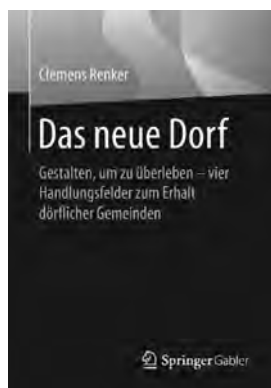 Clemens Renker
Das neue Dorf
Gestalten, um zu überleben – vier
Handlungsfelder zum Erhalt
dörflicher Gemeinden
Springer Gabler